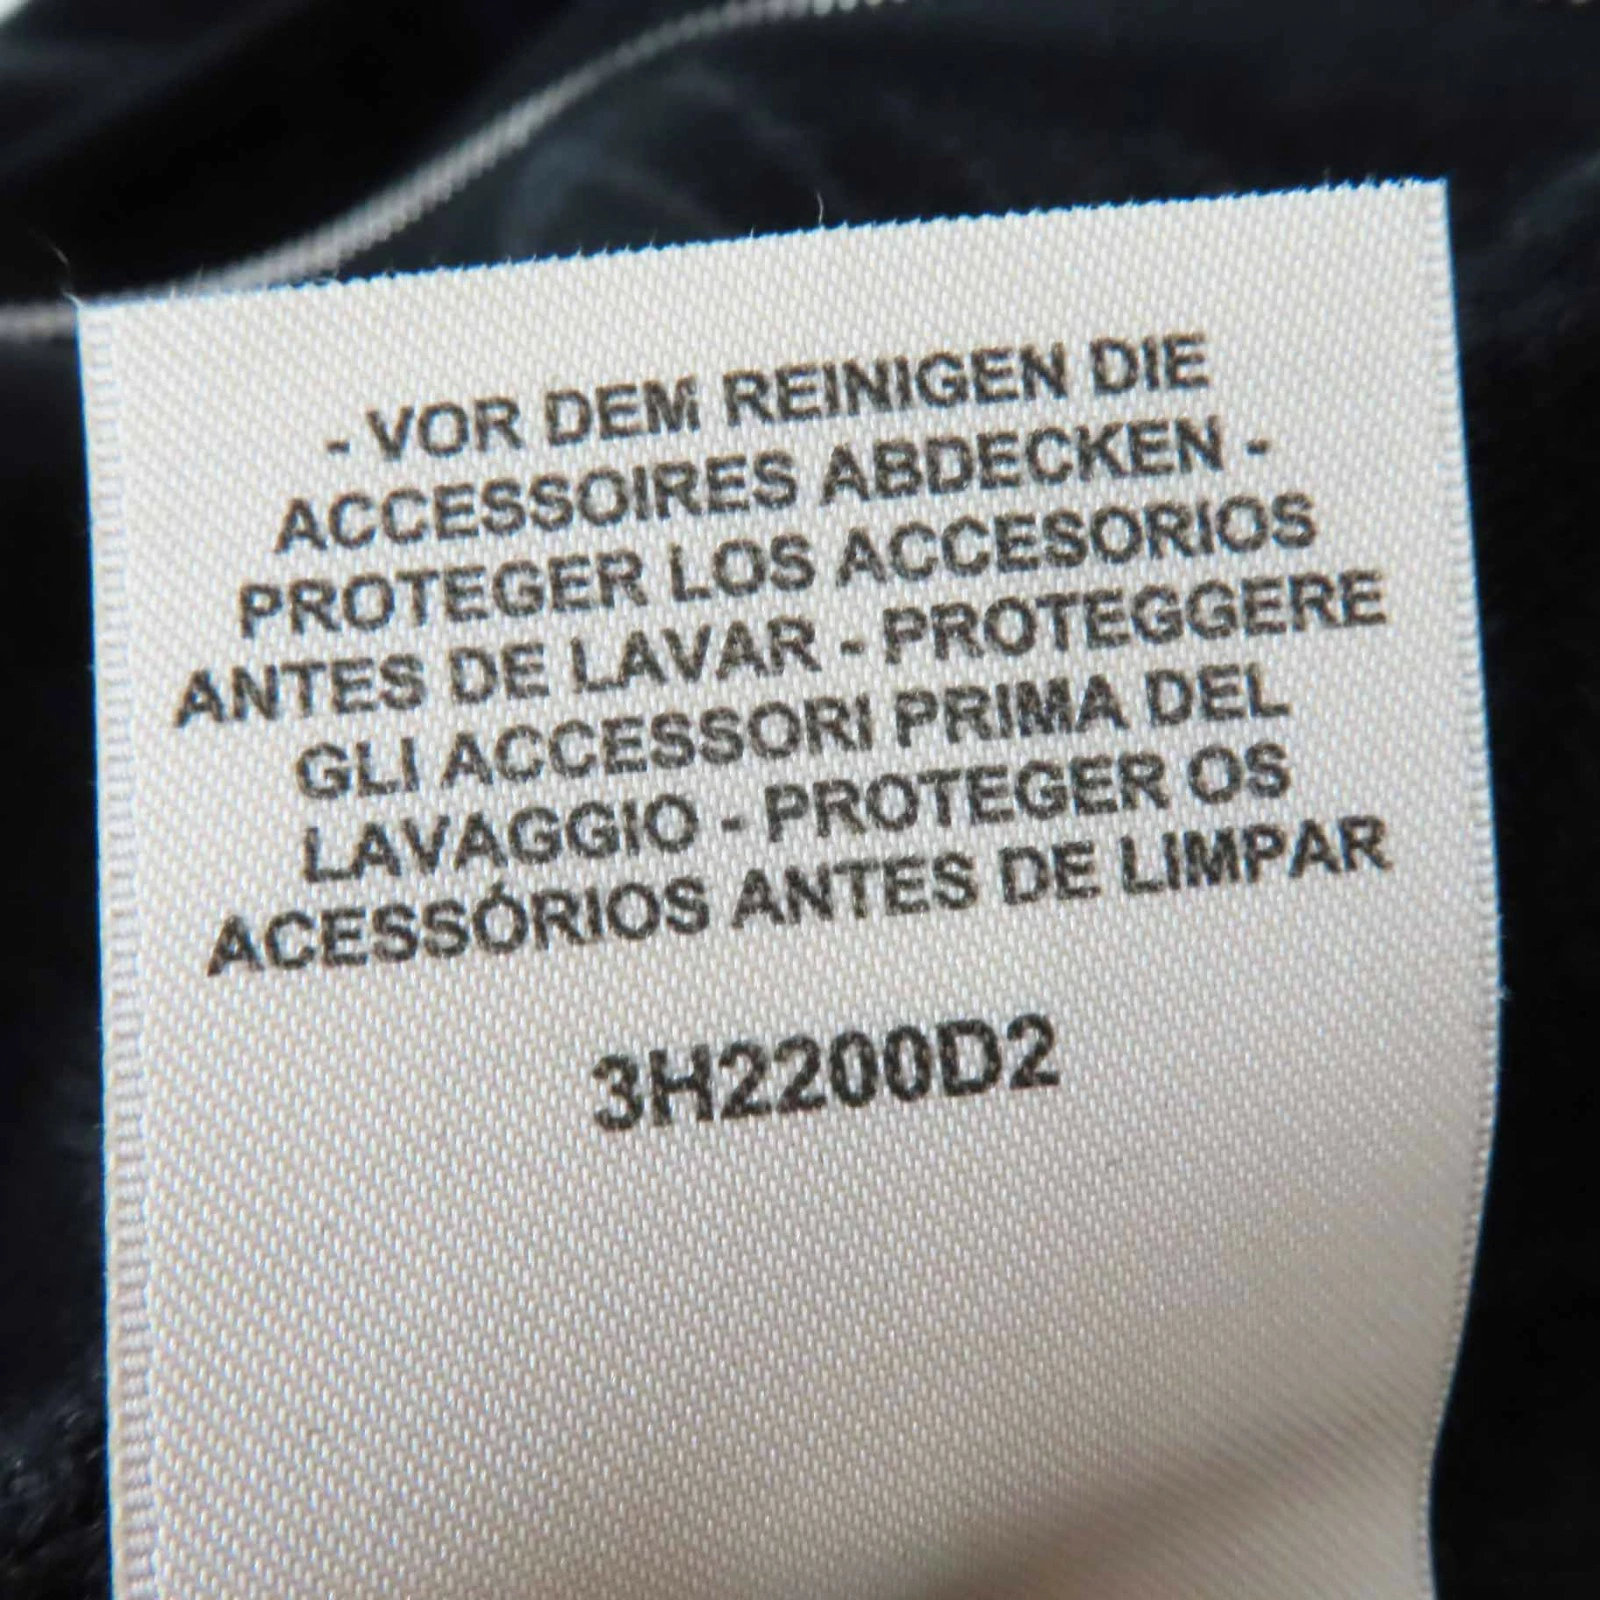 - VOR DEM REINIGEN DIE
ACCESSOIRES ABDECKEN -
PROTEGER LOS ACCESORIOS
ANTES DE LAVAR - PROTEGGERE
GLI ACCESSORI PRIMA DEL
LAVAGGIO - PROTEGER OS
ACESSÓRIOS ANTES DE LIMPAR
3H2200D2